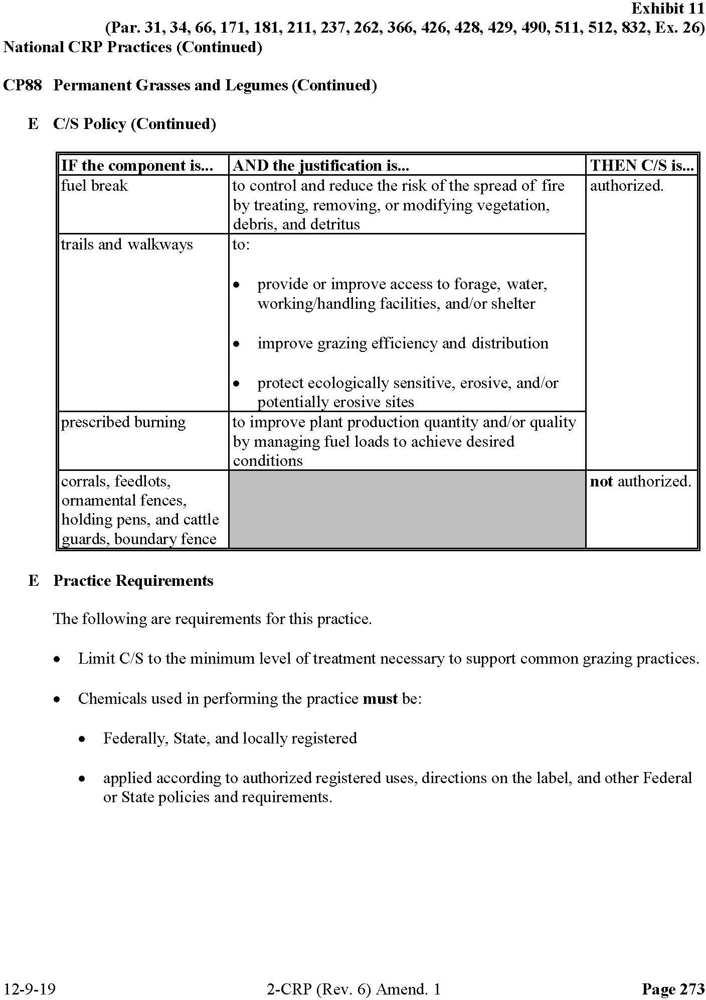 Exhibit 11
(Par. 31, 34, 66, 171, 181, 211, 237, 262, 366, 426, 428, 429, 490, 511, 512, 832, Ex. 26)
National CRP Practices (Continued)
CP88 Permanent Grasses and Legumes (Continued)
E C/S Policy (Continued)
IF the component is... AND the justification is... THEN C/S is...
fuel break to control and reduce the risk of the spread of fire authorized.
by treating, removing, or modifying vegetation,
debris, and detritus
trails and walkways to:
• provide or improve access to forage, water,
working/handling facilities, and/or shelter
• improve grazing efficiency and distribution
• protect ecologically sensitive, erosive, and/or
potentially erosive sites
prescribed burning to improve plant production quantity and/or quality
by managing fuel loads to achieve desired
conditions
corrals, feedlots, not authorized.
ornamental fences,
holding pens, and cattle
guards, boundary fence
E Practice Requirements
The following are requirements for this practice.
• Limit C/S to the minimum level of treatment necessary to support common grazing practices.
• Chemicals used in performing the practice must be:
• Federally, State, and locally registered
• applied according to authorized registered uses, directions on the label, and other Federal
or State policies and requirements.
12-9-19 2-CRP (Rev. 6) Amend. 1 Page 273